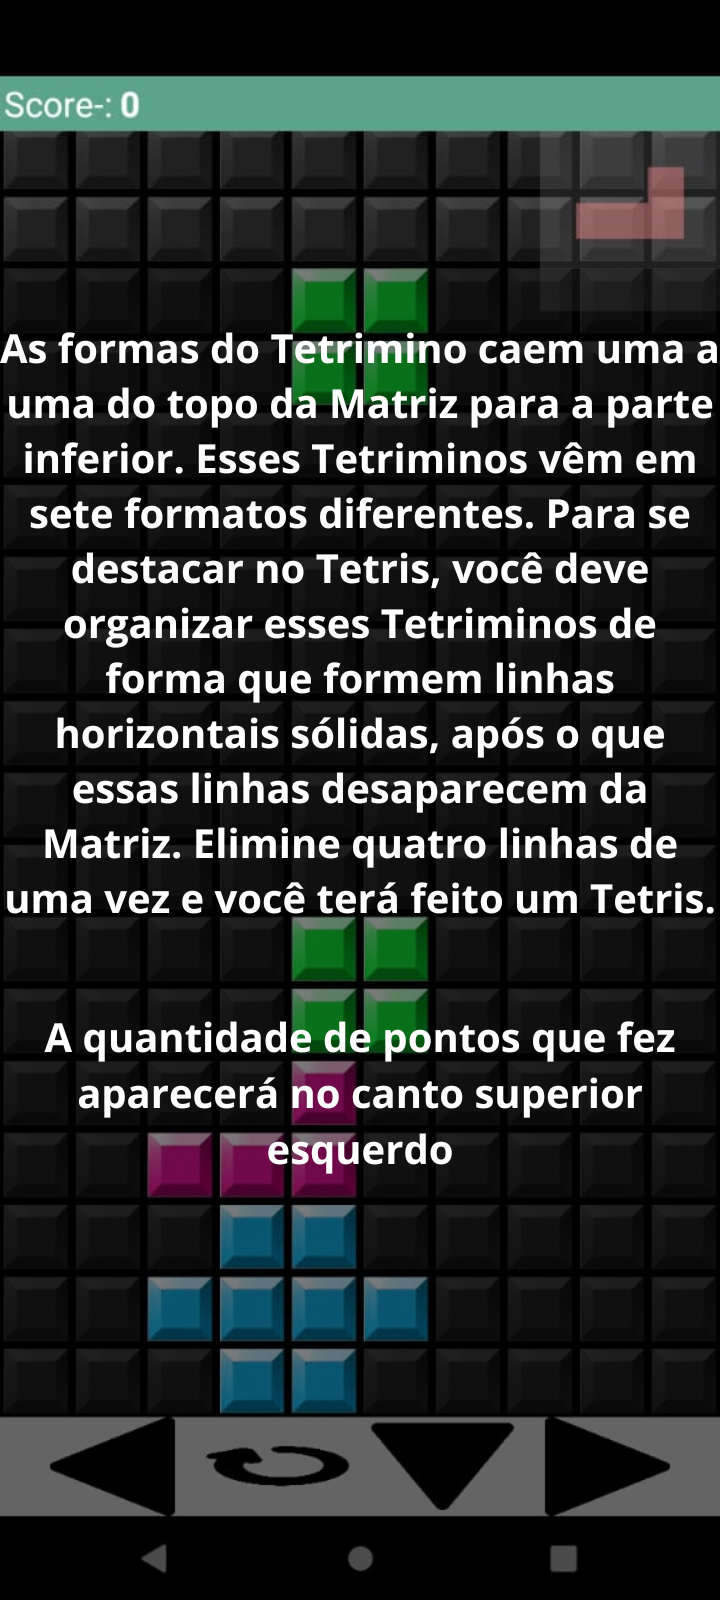 Score-: 0
As formas do Tetrimino caem uma a
uma do topo da Matriz para a parte
inferior. Esses Tetriminos vêm em
sete formatos diferentes. Para se
destacar no Tetris, você deve
organizar esses Tetriminos de
forma que formem linhas
horizontais sólidas, após o que
essas linhas desaparecem da
Matriz. Elimine quatro linhas de
uma vez e você terá feito um Tetris.
A quantidade de pontos que fez
aparecerá no canto superior
esquerdo